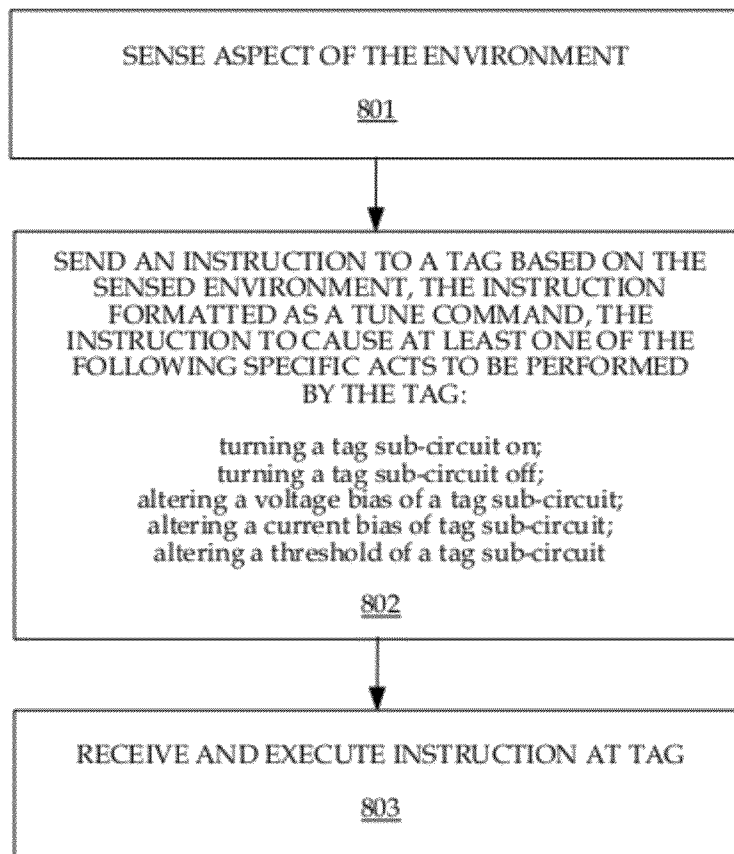 SENSE ASPECT OF THE ENVIRONMENT
801
SEND AN INSTRUCTION TO A TAG BASED ON THE
SENSED ENVIRONMENT, THE INSTRUCTION
FORMATTED AS A TUNE COMMAND, THE
INSTRUCTION TO CAUSE AT LEAST ONE OF THE
FOLLOWING SPECIFIC ACTS TO BE PERFORMED
BY THE TAG:
turning a tag sub-circuit on;
turning a tag sub-circuit off;
altering a voltage bias of a tag sub-circuit;
altering a current bias of tag sub-circuit;
altering a threshold of a tag sub-circuit
802
RECEIVE AND EXECUTE INSTRUCTION AT TAG
803